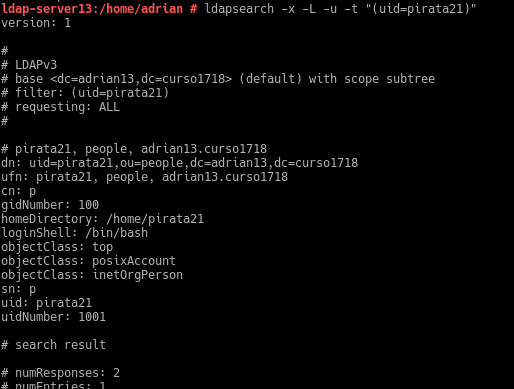 ldap-server13:/home/adrian # ldapsearch -x -L -u -t "(uid=pirata21)"
version: 1
#
# LDAPv3
# base <dc=adrian13,dc=curso1718> (default) with scope subtree
# filter: (uid=pirata21)
# requesting: ALL
#
# pirata21, people, adrian13.curso1718
dn: uid=pirata21,ou=people,dc=adrian13,dc=curso1718
ufn: pirata21, people, adrian13.curso1718
cn: p
gidNumber: 100
homeDirectory: /home/pirata21
loginShell: /bin/bash
objectClass: top
objectClass: posixAccount
objectClass: inetOrgPerson
sn: p
uid: pirata21
uidNumber: 1001
# search result
# numResponses: 2
# numEntries: 1